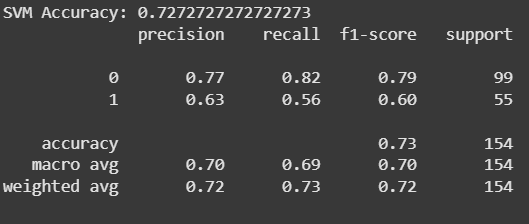 SVM Accuracy: 0.7272727272727273
precision recall f1-score support
0 0.77 0.82 0.79 99
1 0.63 0.56 0.60 55
accuracy 0.73 154
macro avg 0.70 0.69 0.70 154
weighted avg 0.72 0.73 0.72 154